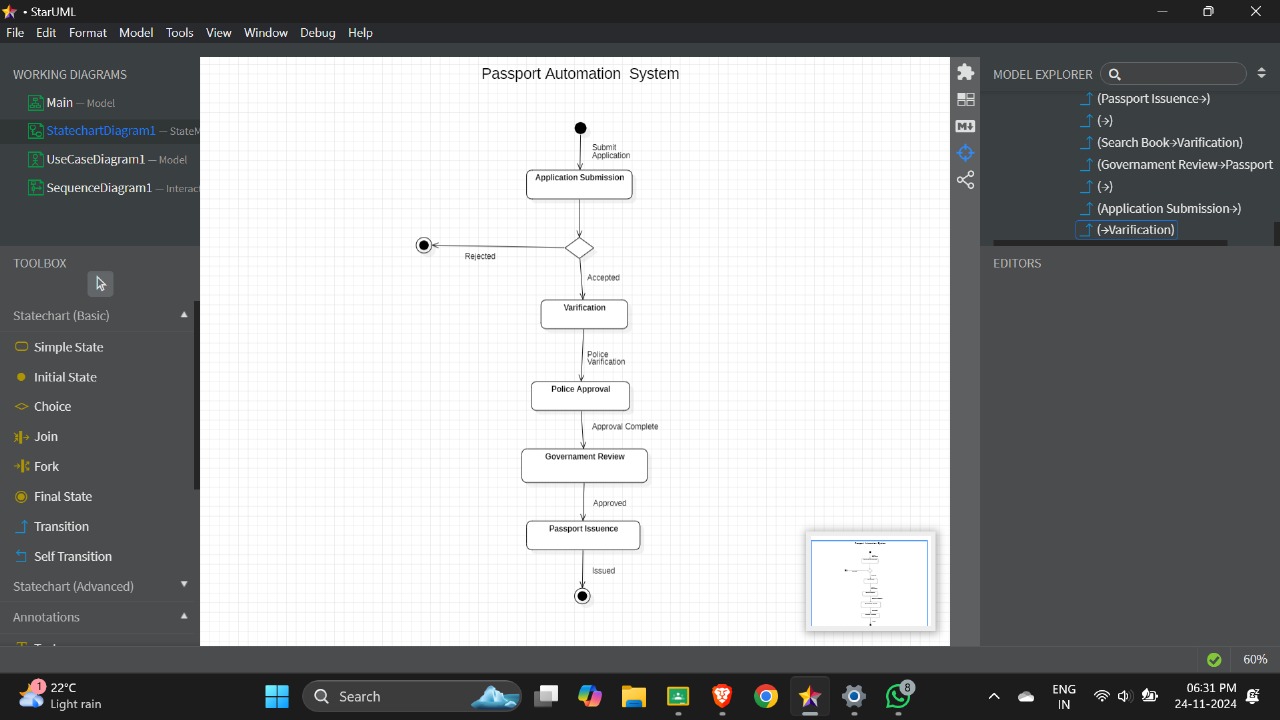 • StarUML
File Edit Format Model Tools View Window Debug Help
WORKING DIAGRAMS
Main — Model
StatechartDiagram1 — StateM
UseCaseDiagram1 — Model
SequenceDiagram1 — Interact
TOOLBOX
Statechart (Basic)
Simple State
Initial State
Choice
Join
Fork
Final State
Transition
Self Transition
Statechart (Advanced)
Annotations
Passport Automation System
Submit
Application
Application Submission
Rejected
Accepted
Varification
Police
Varification
Police Approval
Approval Complete
Governament Review
Approved
Passport Issuence
Issued
M↓
MODEL EXPLORER
(Passport Issuence→)
(→)
(Search Book→Varification)
(Governament Review→Passport
(→)
(Application Submission→)
(→Varification)
EDITORS
60%
1
22°C
Light rain
Search
8
ENG
IN
06:31 PM
24-11-2024